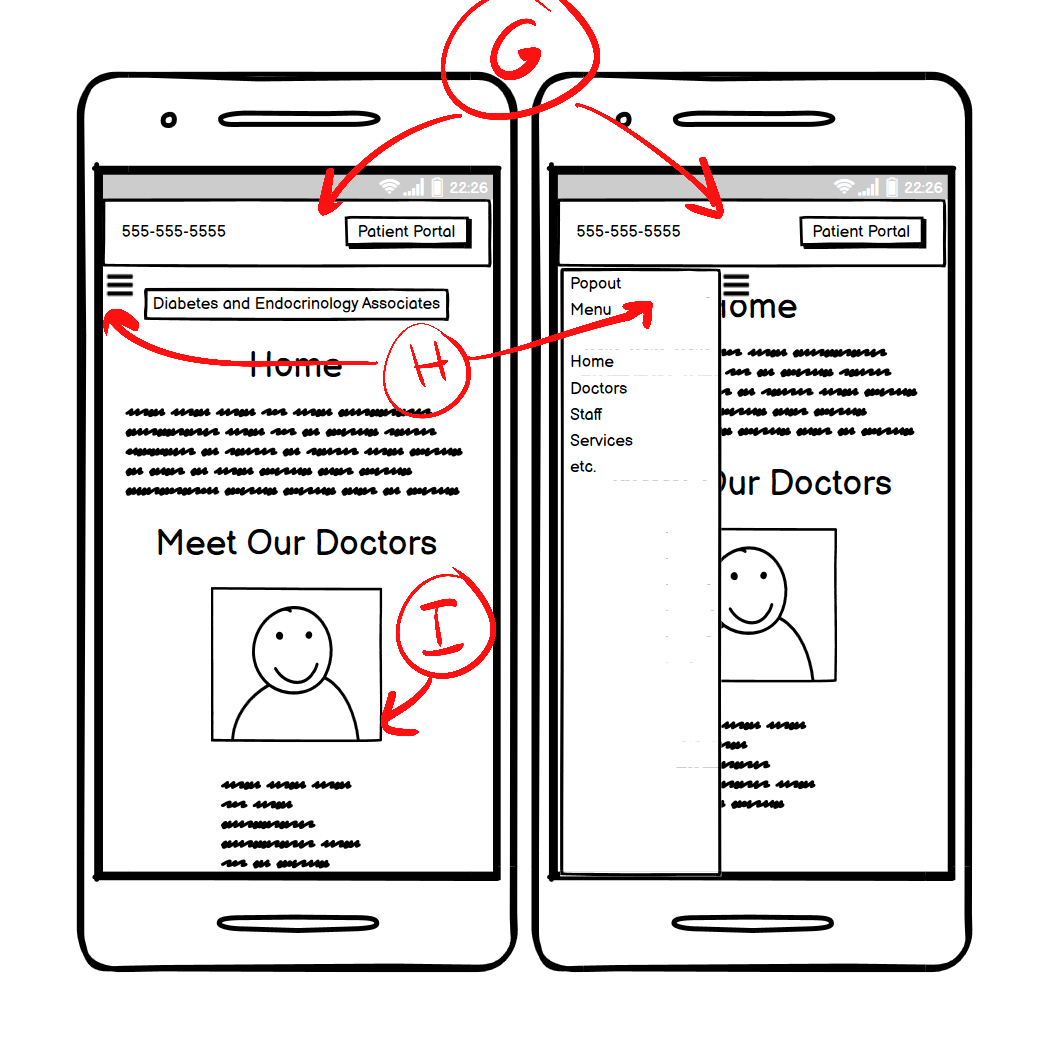 G
22:26
555-555-5555 Patient Portal
Diabetes and Endocrinology Associates
Home
H
Meet Our Doctors
I
22:26
555-555-5555 Patient Portal
Popout
Menu
Home
Doctors
Staff
Services
etc.
Home
Our Doctors